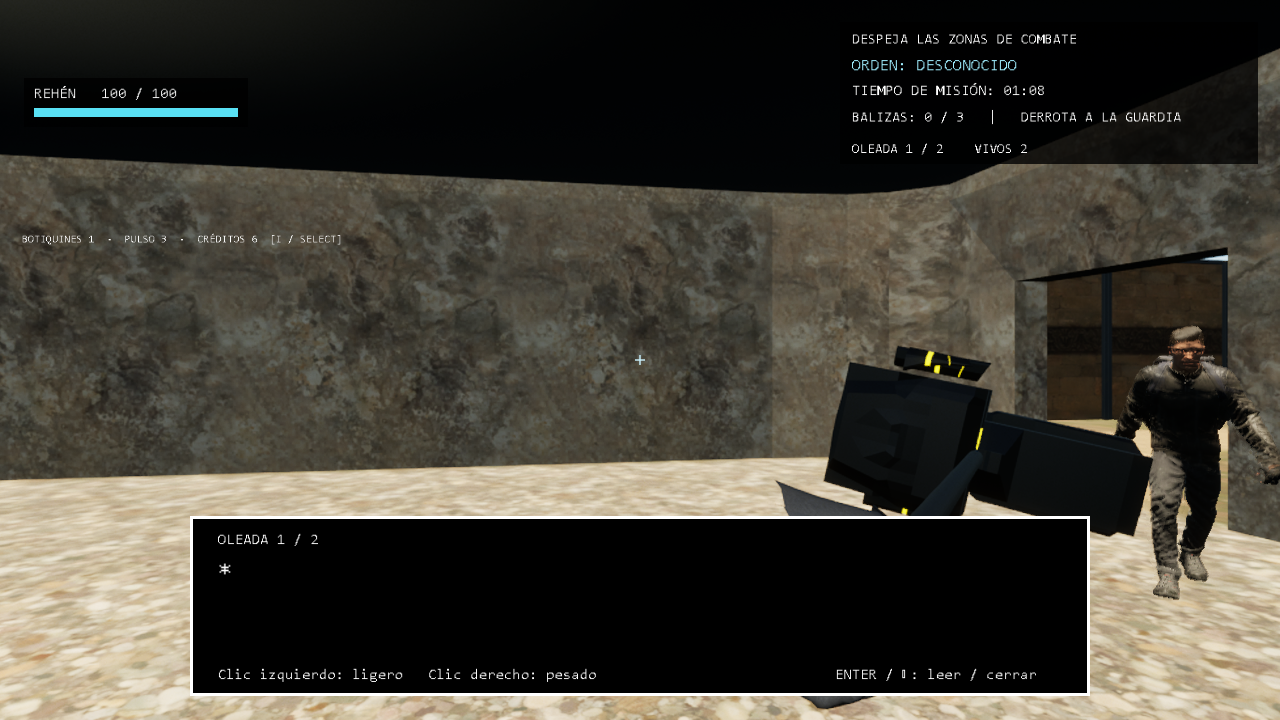 DESPEJA LAS ZONAS DE COMBATE
ORDEN: DESCONOCIDO
REHÉN 100 / 100
TIEMPO DE MISIÓN: 01:08
BALIZAS: 0 / 3 | DERROTA A LA GUARDIA
OLEADA 1 / 2 VIVOS 2
BOTIQUINES 1 · PULSO 3 · CRÉDITOS 6 [I / SELECT]
OLEADA 1 / 2
*
Clic izquierdo: ligero Clic derecho: pesado
ENTER / : leer / cerrar